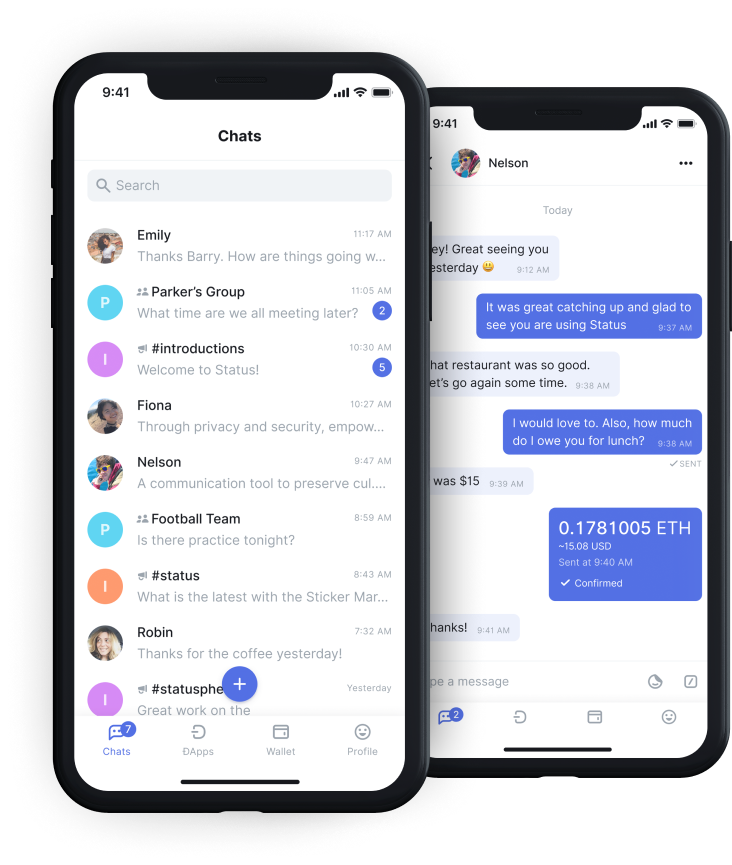 9:41
Chats
Search
Emily
11:17 AM
Thanks Barry. How are things going w...
P
Parker's Group
11:05 AM
What time are we all meeting later?
2
I
#introductions
10:30 AM
Welcome to Status!
5
Fiona
10:27 AM
Through privacy and security, empow...
Nelson
9:47 AM
A communication tool to preserve cul....
P
Football Team
8:59 AM
Is there practice tonight?
I
#status
8:43 AM
What is the latest with the Sticker Mar...
Robin
7:32 AM
Thanks for the coffee yesterday!
I
#statusphe
Yesterday
Great work on the
+
7
Chats
ÐApps
Wallet
Profile
9:41
Nelson
Today
ey! Great seeing you
esterday 😃 9:12 AM
It was great catching up and glad to
see you are using Status 9:37 AM
hat restaurant was so good.
et's go again some time. 9:38 AM
I would love to. Also, how much
do I owe you for lunch? 9:38 AM
SENT
was $15 9:39 AM
0.1781005 ETH
~15.08 USD
Sent at 9:40 AM
Confirmed
hanks! 9:41 AM
pe a message
2